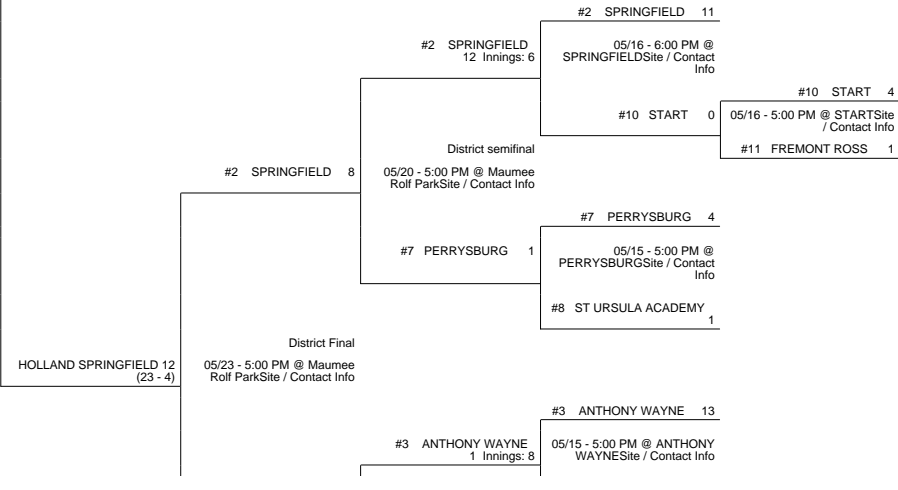 #2 SPRINGFIELD 11
#2 SPRINGFIELD
12 Innings: 6
05/16 - 6:00 PM @
SPRINGFIELDSite / Contact
Info
#10 START 4
#10 START 0
05/16 - 5:00 PM @ STARTSite
/ Contact Info
#11 FREMONT ROSS 1
District semifinal
#2 SPRINGFIELD 8
05/20 - 5:00 PM @ Maumee
Rolf ParkSite / Contact Info
#7 PERRYSBURG 4
#7 PERRYSBURG 1
05/15 - 5:00 PM @
PERRYSBURGSite / Contact
Info
#8 ST URSULA ACADEMY
1
District Final
HOLLAND SPRINGFIELD 12
(23 - 4)
05/23 - 5:00 PM @ Maumee
Rolf ParkSite / Contact Info
#3 ANTHONY WAYNE 13
#3 ANTHONY WAYNE
1 Innings: 8
05/15 - 5:00 PM @ ANTHONY
WAYNESite / Contact Info